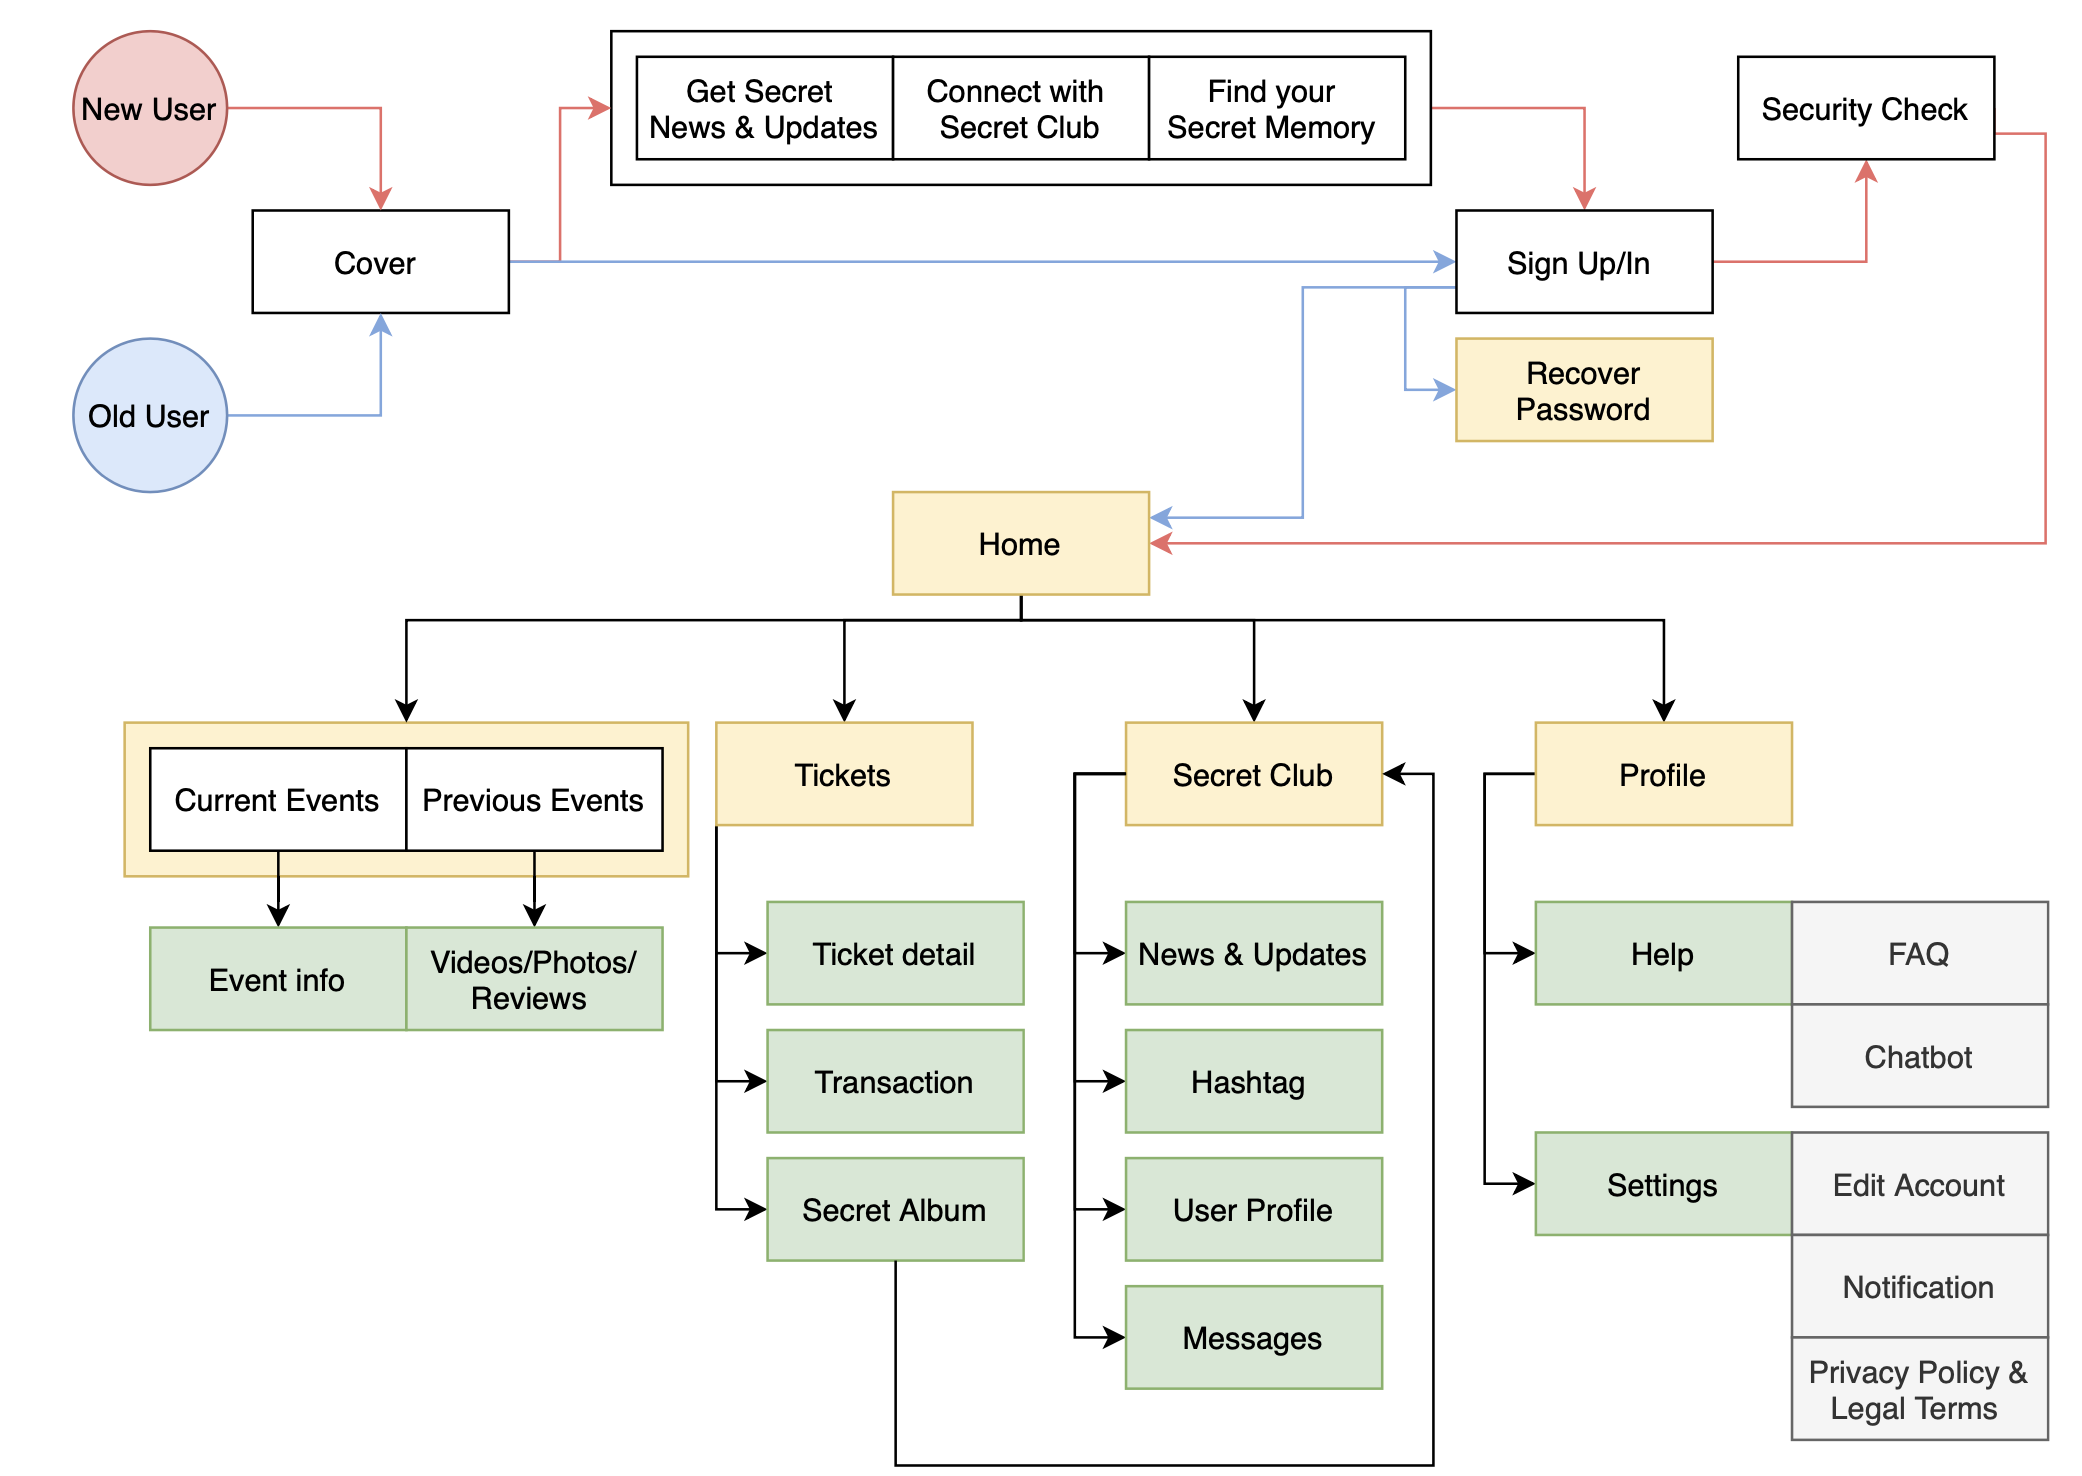 New User
Get Secret
News & Updates
Connect with
Secret Club
Find your
Secret Memory
Security Check
Cover
Sign Up/In
Old User
Recover
Password
Home
Current Events
Previous Events
Tickets
Secret Club
Profile
Event info
Videos/Photos/
Reviews
Ticket detail
News & Updates
Help
FAQ
Chatbot
Transaction
Hashtag
Secret Album
User Profile
Settings
Edit Account
Notification
Messages
Privacy Policy &
Legal Terms